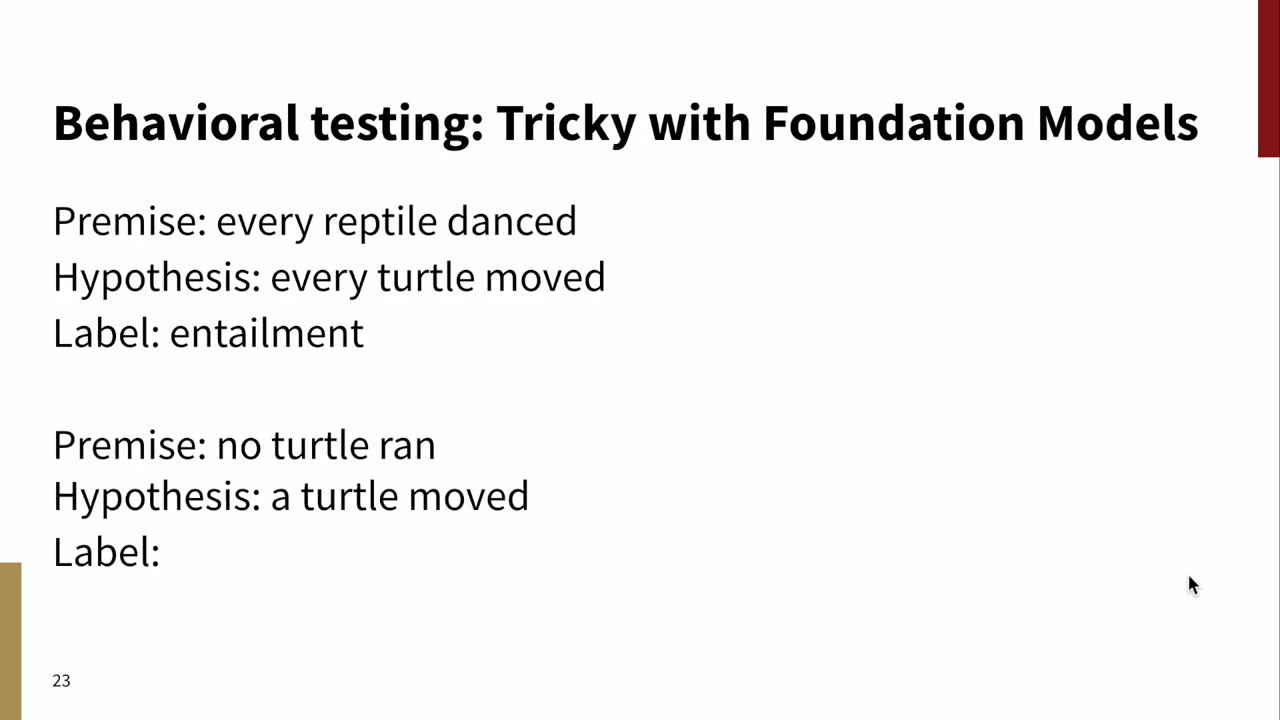 Behavioral testing: Tricky with Foundation Models
Premise: every reptile danced
Hypothesis: every turtle moved
Label: entailment
Premise: no turtle ran
Hypothesis: a turtle moved
Label:
23